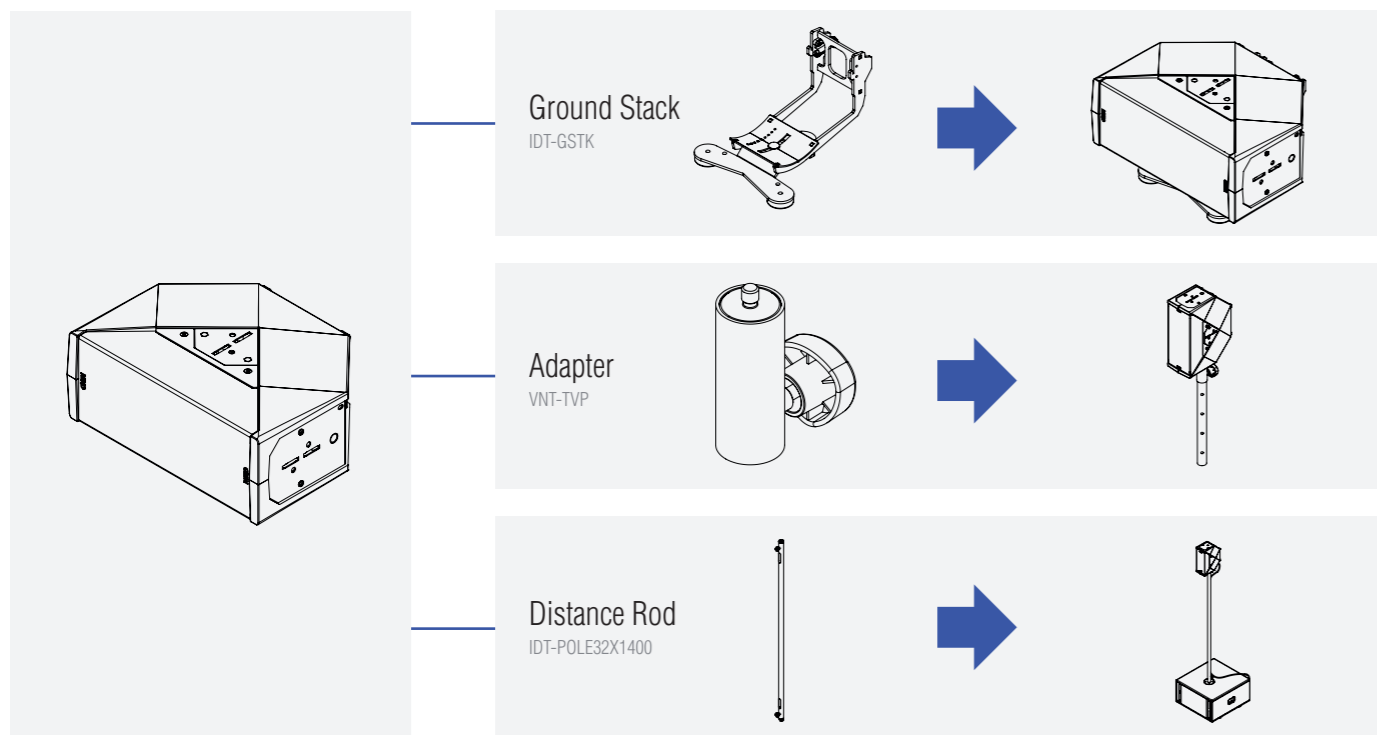 Ground Stack
IDT-GSTK
Adapter
VNT-TVP
Distance Rod
IDT-POLE32X1400